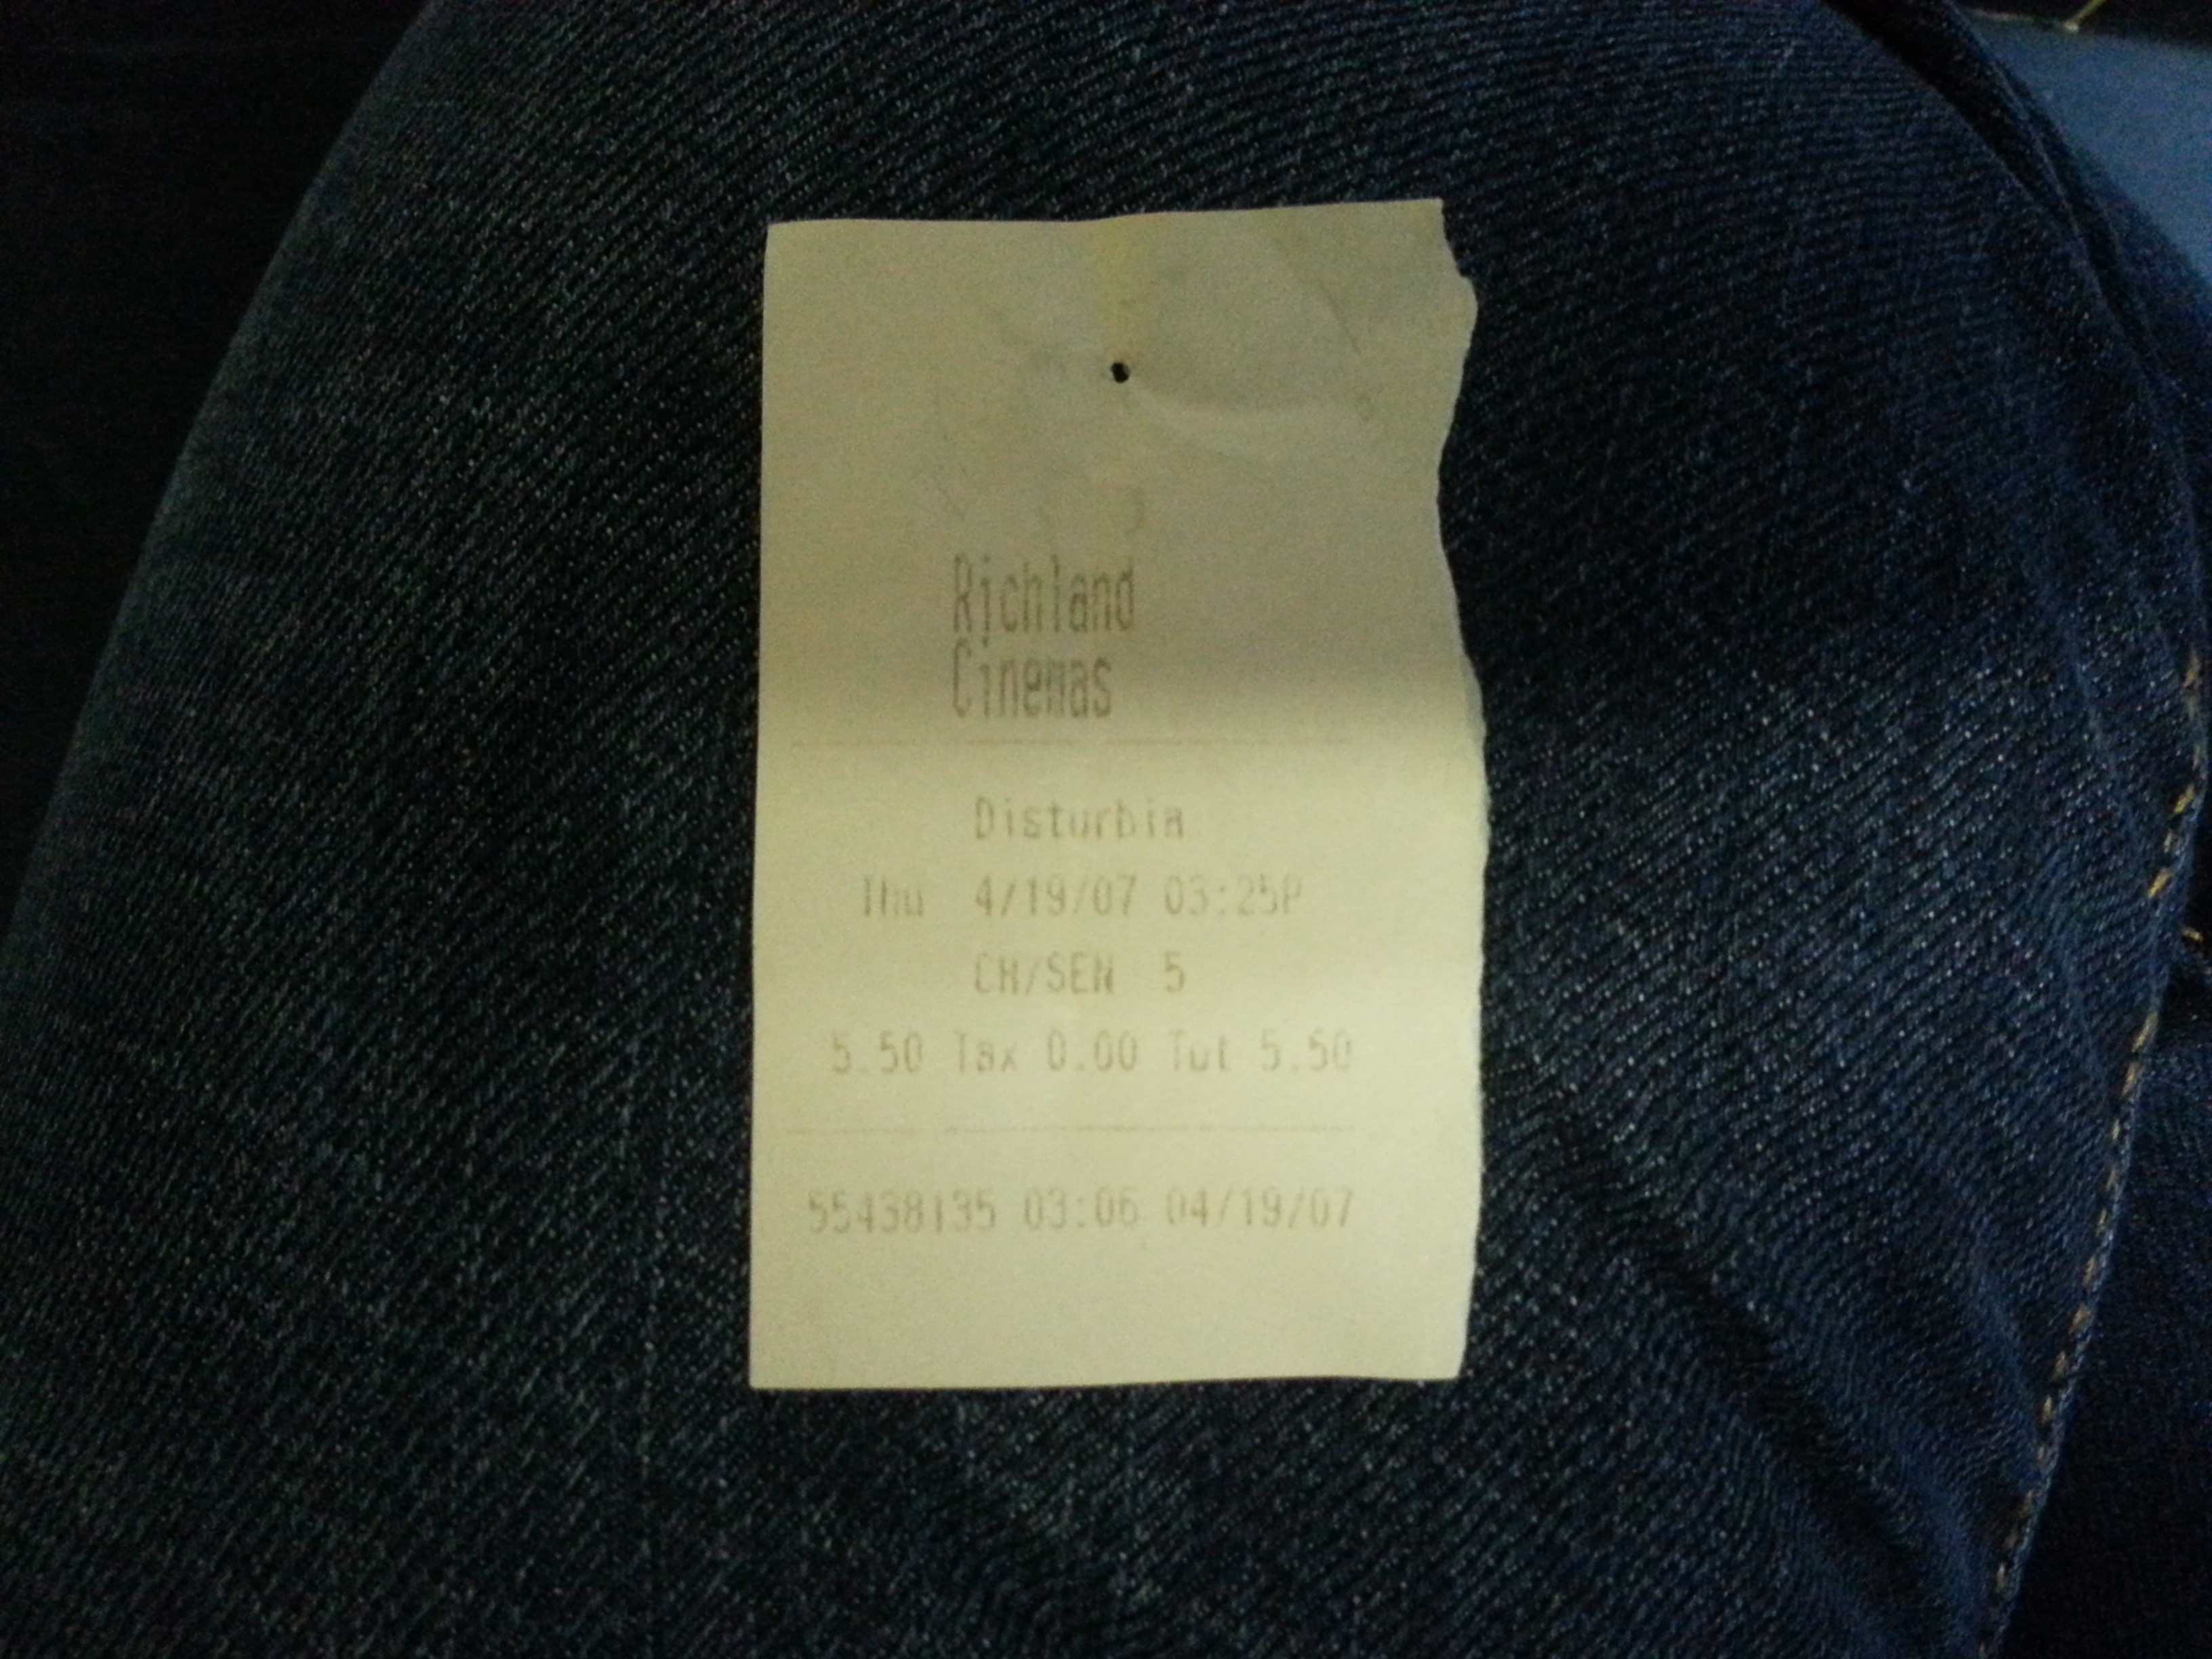 Richland
Cinemas
Disturbia
Thu 4/19/07 03:25P
CH/SEN 5
5.50 Tax 0.00 Tot 5.50
55438135 03:06 04/19/07